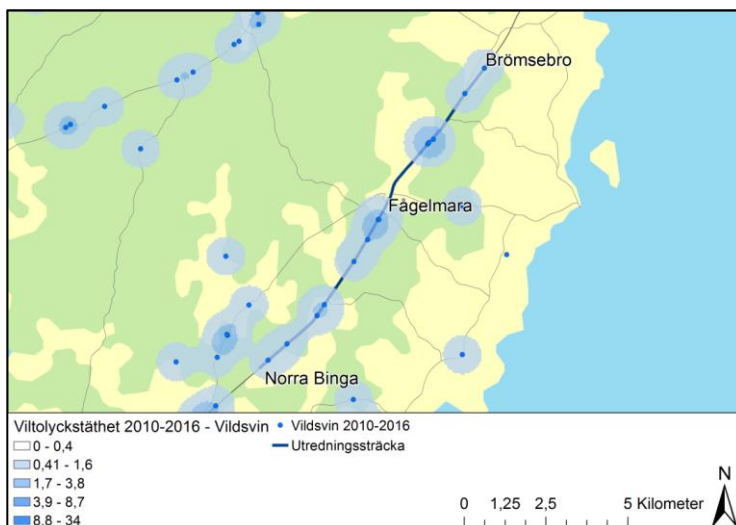 Brömsebro
Fågelmara
Norra Binga
Viltolyckstäthet 2010-2016 - Vildsvin
0 - 0,4
0,41 - 1,6
1,7 - 3,8
3,9 - 8,7
8,8 - 34
Vildsvin 2010-2016
Utredningssträcka
N
0 1,25 2,5 5 Kilometer